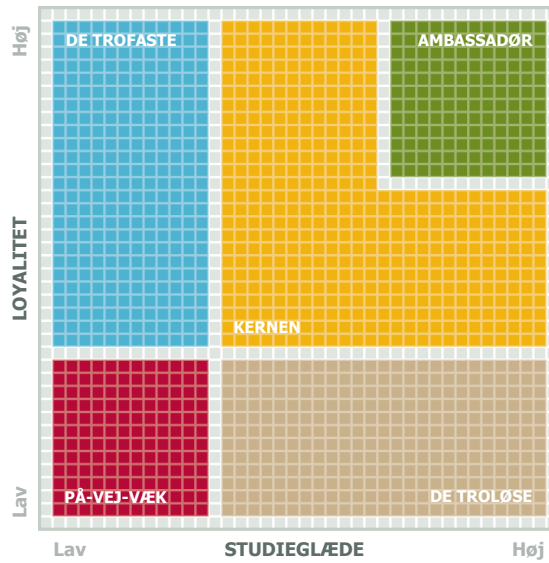 Høj
DE TROFASTE
AMBASSADØR
LOYALITET
KERNEN
Lav
PÅ-VEJ-VÆK
DE TROLØSE
Lav
STUDIEGLÆDE
Høj